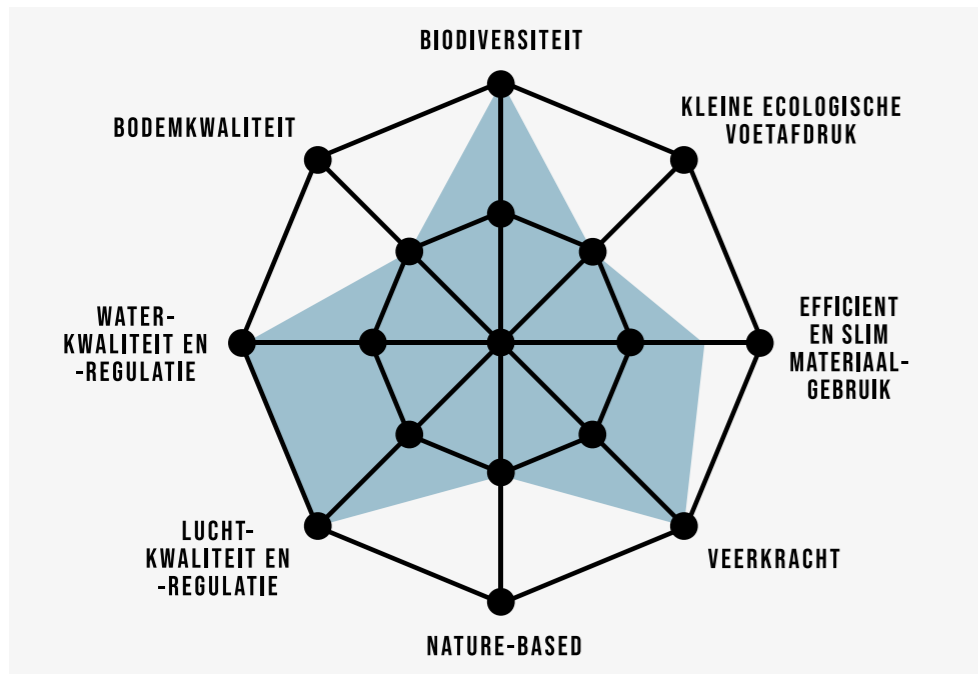 BIODIVERSITEIT
KLEINE ECOLOGISCHE
VOETAFDRUK
BODEMKWALITEIT
EFFICIENT
EN SLIM
MATERIAAL-
GEBRUIK
WATER-
KWALITEIT EN
-REGULATIE
LUCHT-
KWALITEIT EN
-REGULATIE
VEERKRACHT
NATURE-BASED